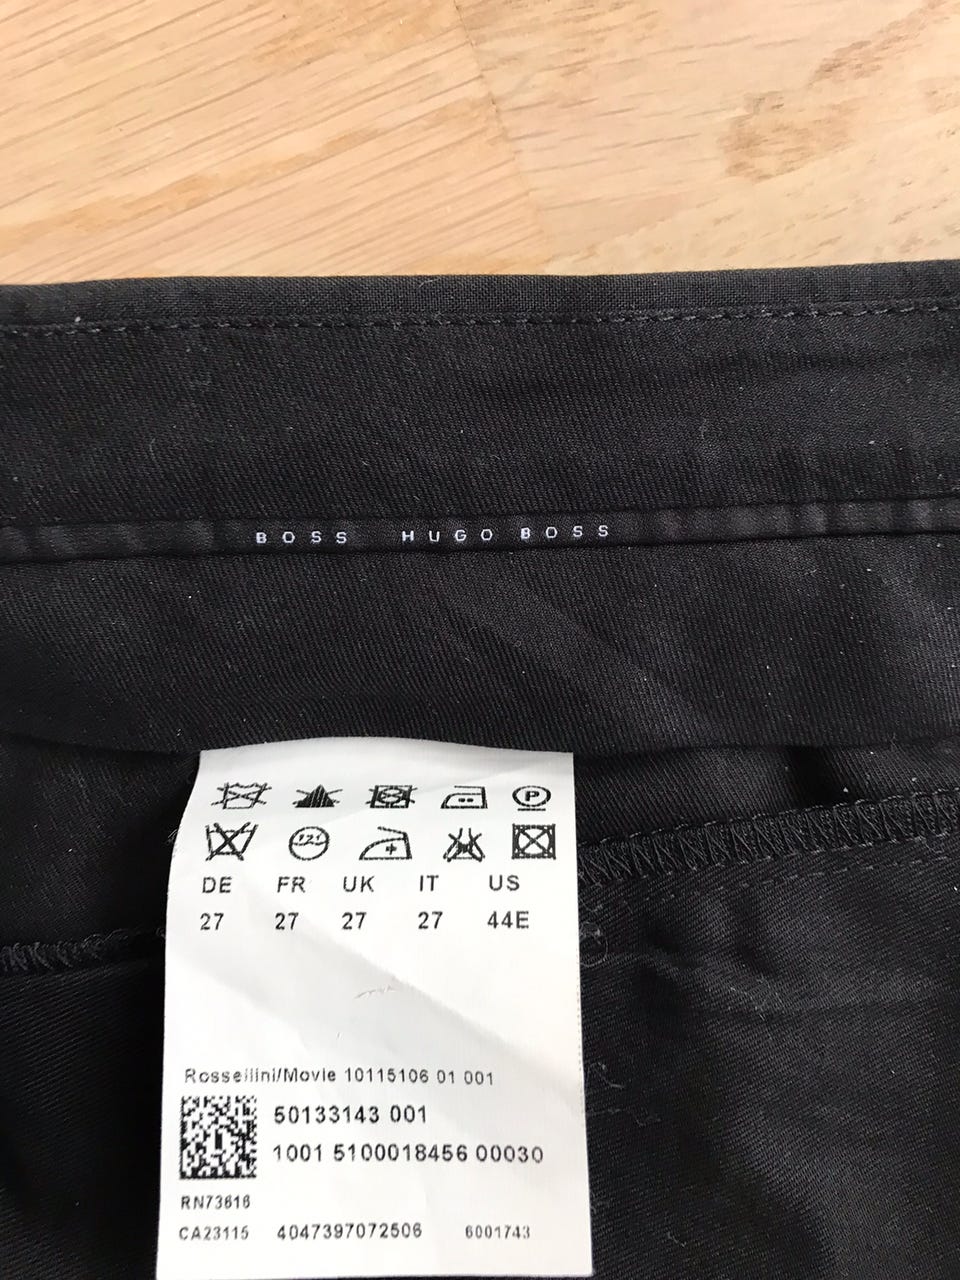 BOSS HUGO BOSS
P
DE FR UK IT US
27 27 27 27 44E
Rossellini/Movie 10115106 01 001
50133143 001
1001 5100018456 00030
RN73616
CA23115 4047397072506 6001743